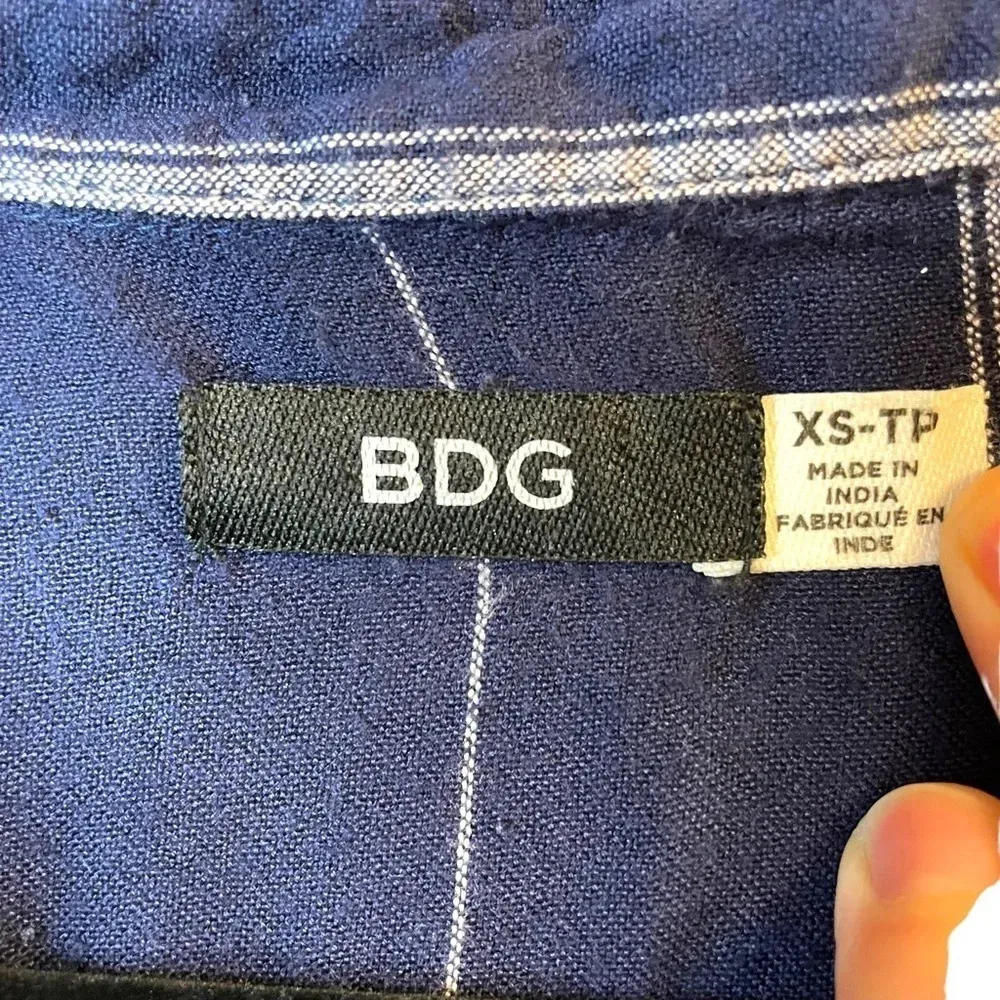 BDG
XS-TP
MADE IN
INDIA
FABRIQUÉ EN
INDE